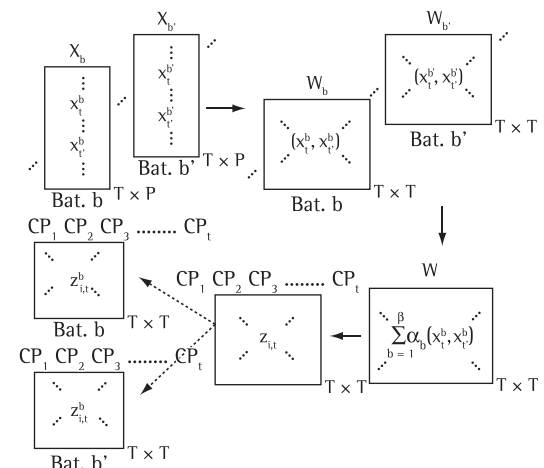 X_b'
X_b
x_t^b'
x_t'^b'
x_t^b
x_t'^b
Bat. b' T × P
Bat. b T × P
W_b'
(x_t^b', x_t'^b')
T × T
Bat. b'
W_b
(x_t^b, x_t'^b)
T × T
Bat. b
CP_1 CP_2 CP_3 ........ CP_t
z_i,t^b
T × T
Bat. b
CP_1 CP_2 CP_3 ........ CP_t
z_i,t
T × T
W
β
∑α_b(x_t^b, x_t'^b)
b = 1
T × T
CP_1 CP_2 CP_3 ........ CP_t
z_i,t^b
T × T
Bat. b'